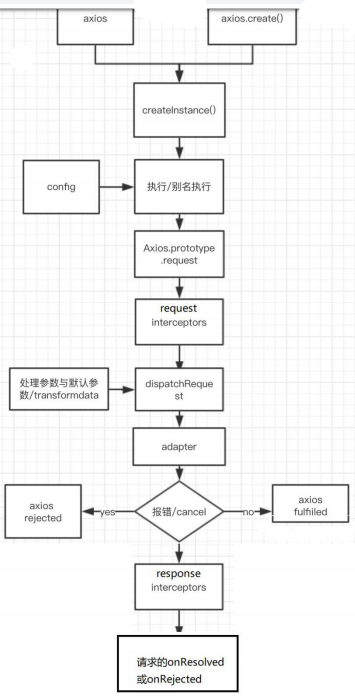 axios
axios.create()
createInstance()
config
执行/别名执行
Axios.prototype
.request
request
interceptors
处理参数与默认参
数/transformdata
dispatchReque
st
adapter
axios
rejected
yes
报错/cancel
no
axios
fulfiiled
response
interceptors
请求的onResolved
或onRejected